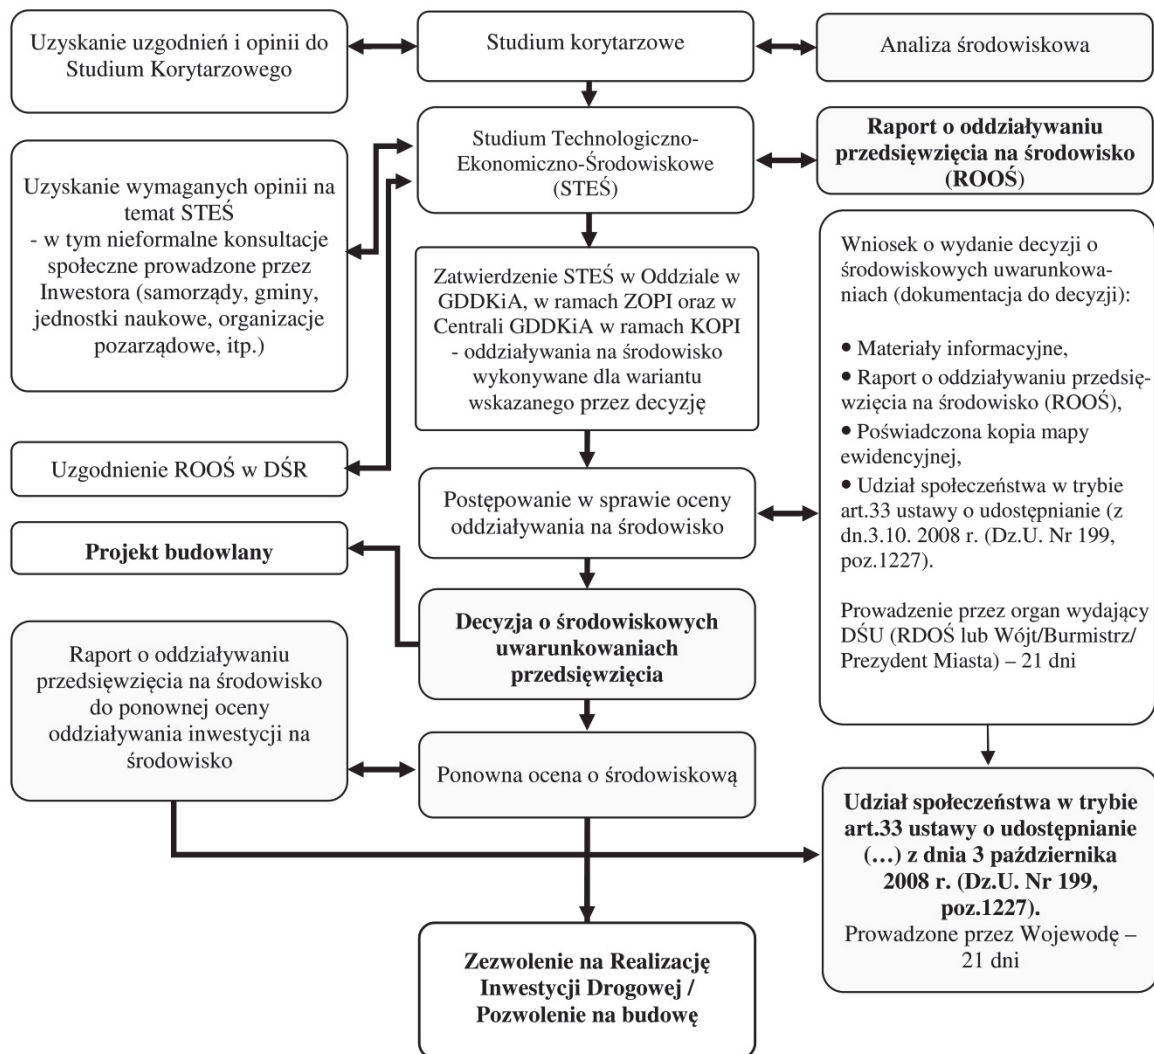 Uzyskanie uzgodnień i opinii do
Studium Korytarzowego
Studium korytarzowe
Analiza środowiskowa
Studium Technologiczno-
Ekonomiczno-Środowiskowe
(STEŚ)
Raport o oddziaływaniu
przedsięwzięcia na środowisko
(ROOŚ)
Uzyskanie wymaganych opinii na
temat STEŚ
- w tym nieformalne konsultacje
społeczne prowadzone przez
Inwestora (samorządy, gminy,
jednostki naukowe, organizacje
pozarządowe, itp.)
Zatwierdzenie STEŚ w Oddziale w
GDDKiA, w ramach ZOPI oraz w
Centrali GDDKiA w ramach KOPI
- oddziaływania na środowisko
wykonywane dla wariantu
wskazanego przez decyzję
Wniosek o wydanie decyzji o
środowiskowych uwarunkowa-
niach (dokumentacja do decyzji):
• Materiały informacyjne,
• Raport o oddziaływaniu przedsię-
wzięcia na środowisko (ROOŚ),
• Poświadczona kopia mapy
ewidencyjnej,
• Udział społeczeństwa w trybie
art.33 ustawy o udostępnianie (z
dn.3.10. 2008 r. (Dz.U. Nr 199,
poz.1227).
Prowadzenie przez organ wydający
DŚU (RDOŚ lub Wójt/Burmistrz/
Prezydent Miasta) – 21 dni
Uzgodnienie ROOŚ w DŚR
Postępowanie w sprawie oceny
oddziaływania na środowisko
Projekt budowlany
Decyzja o środowiskowych
uwarunkowaniach
przedsięwzięcia
Raport o oddziaływaniu
przedsięwzięcia na środowisko
do ponownej oceny
oddziaływania inwestycji na
środowisko
Ponowna ocena o środowiskową
Udział społeczeństwa w trybie
art.33 ustawy o udostępnianie
(…) z dnia 3 października
2008 r. (Dz.U. Nr 199,
poz.1227).
Prowadzone przez Wojewodę –
21 dni
Zezwolenie na Realizację
Inwestycji Drogowej /
Pozwolenie na budowę